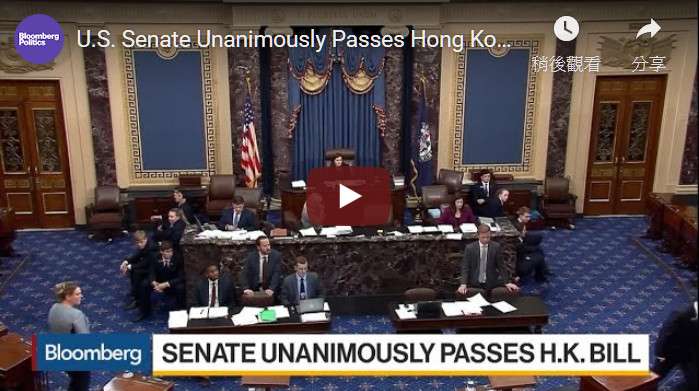 Bloomberg
Politics
U.S. Senate Unanimously Passes Hong Ko...
稍後觀看
分享
Bloomberg
SENATE UNANIMOUSLY PASSES H.K. BILL